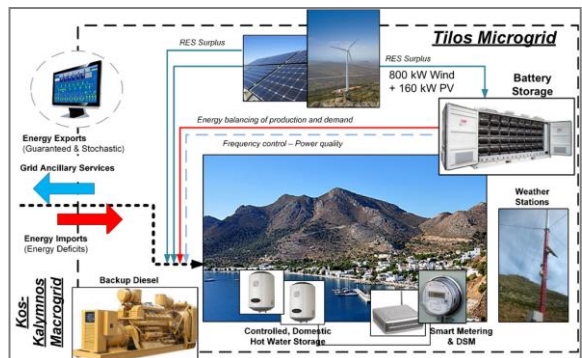 Tilos Microgrid
RES Surplus
RES Surplus
800 kW Wind
+ 160 kW PV
Battery
Storage
Energy balancing of production and demand
Frequency control – Power quality
Energy Exports
(Guaranteed & Stochastic)
Grid Ancillary Services
Energy Imports
(Energy Deficits)
Weather
Stations
Kos-
Kalymnos
Macrogrid
Backup Diesel
Controlled, Domestic
Hot Water Storage
Smart Metering
& DSM